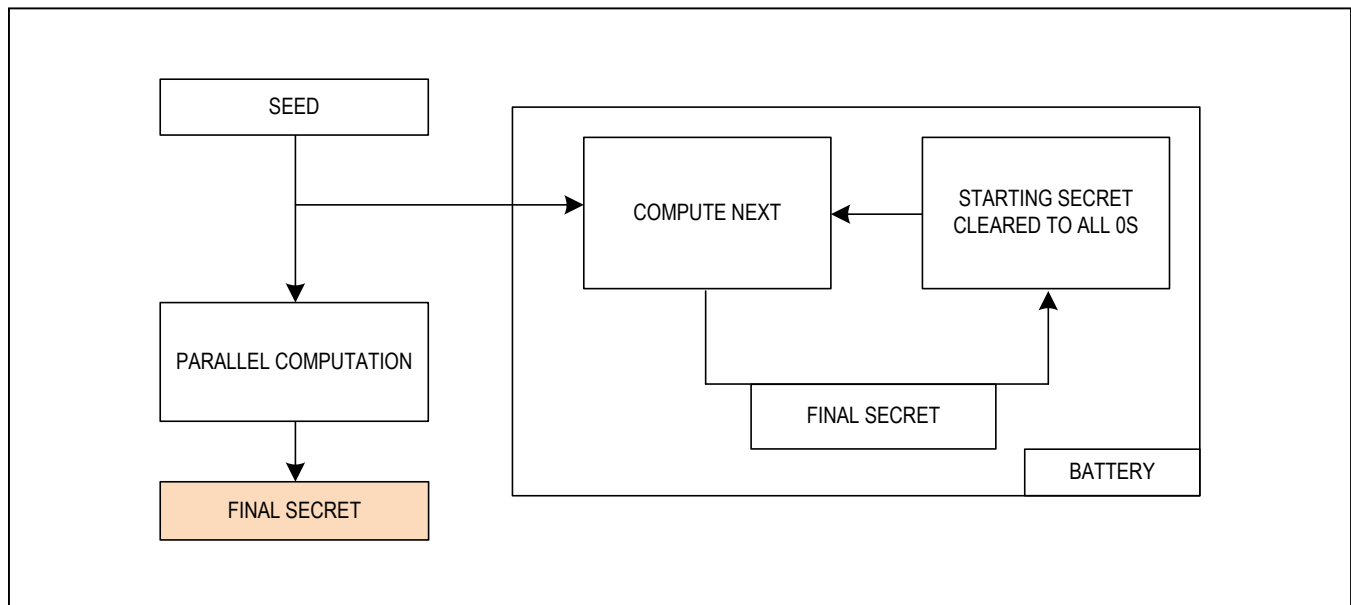 SEED
COMPUTE NEXT
STARTING SECRET
CLEARED TO ALL 0S
PARALLEL COMPUTATION
FINAL SECRET
BATTERY
FINAL SECRET